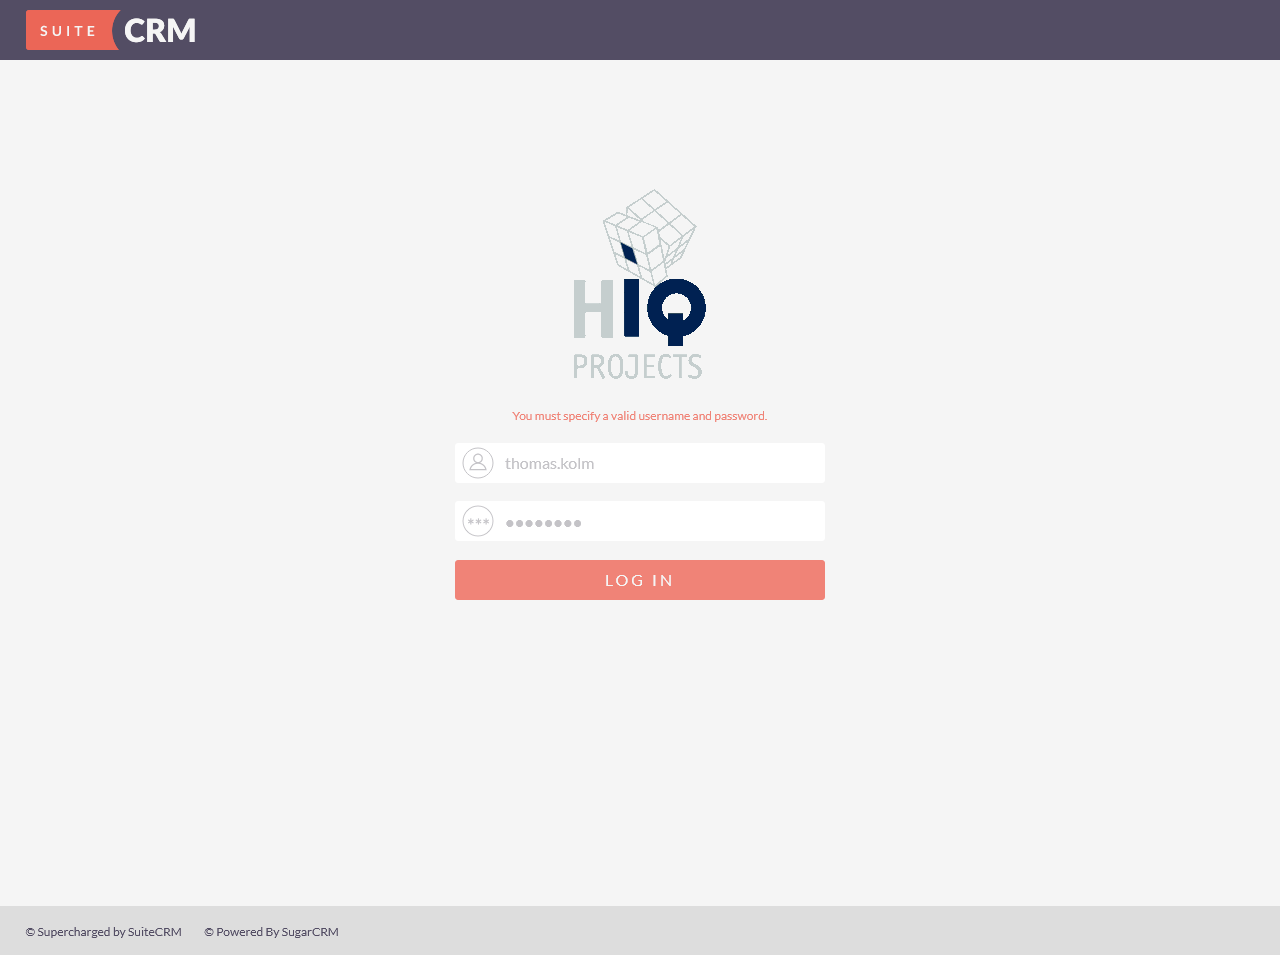 SUITE CRM
HIQ
PROJECTS
You must specify a valid username and password.
thomas.kolm
***
LOG IN
© Supercharged by SuiteCRM © Powered By SugarCRM